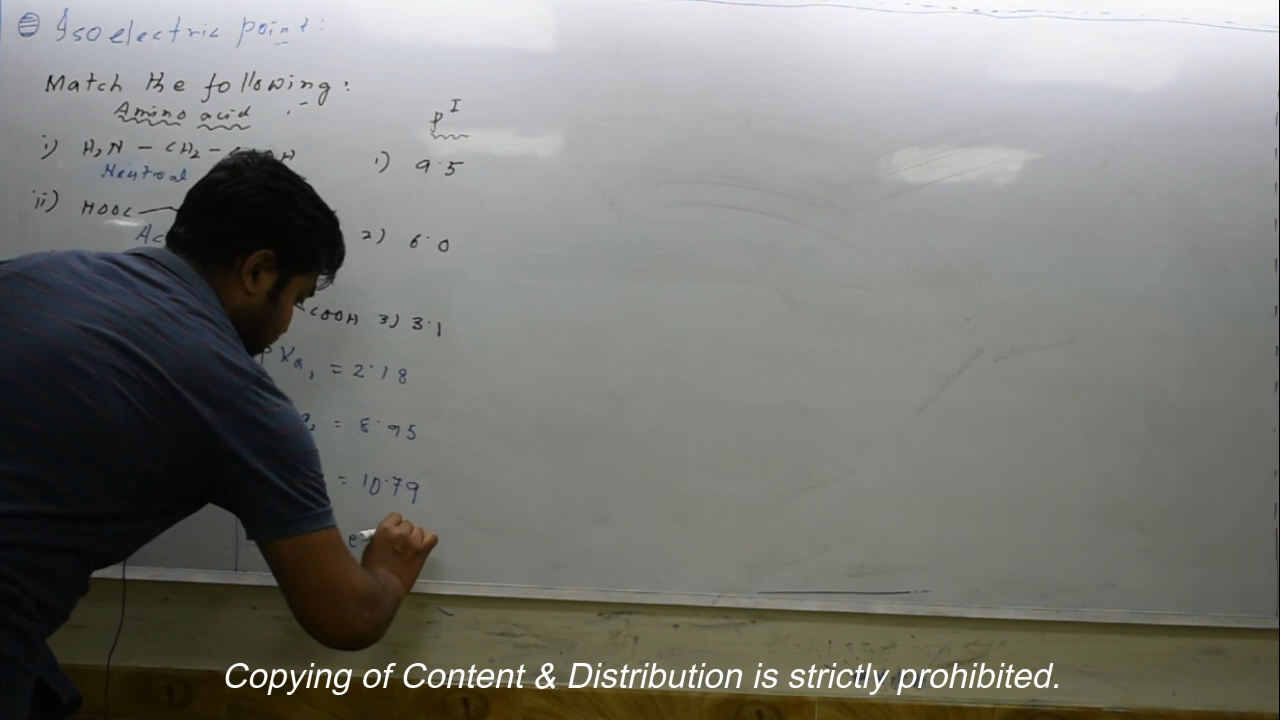 Isoelectric point:
Match the following:
Amino acid
pI
i) H2N - CH2 -
1) 9.5
Neutral
ii) HOOC
2) 6.0
COOH 3) 3.1
pKa1 = 2.18
= 8.95
= 10.79
Copying of Content & Distribution is strictly prohibited.